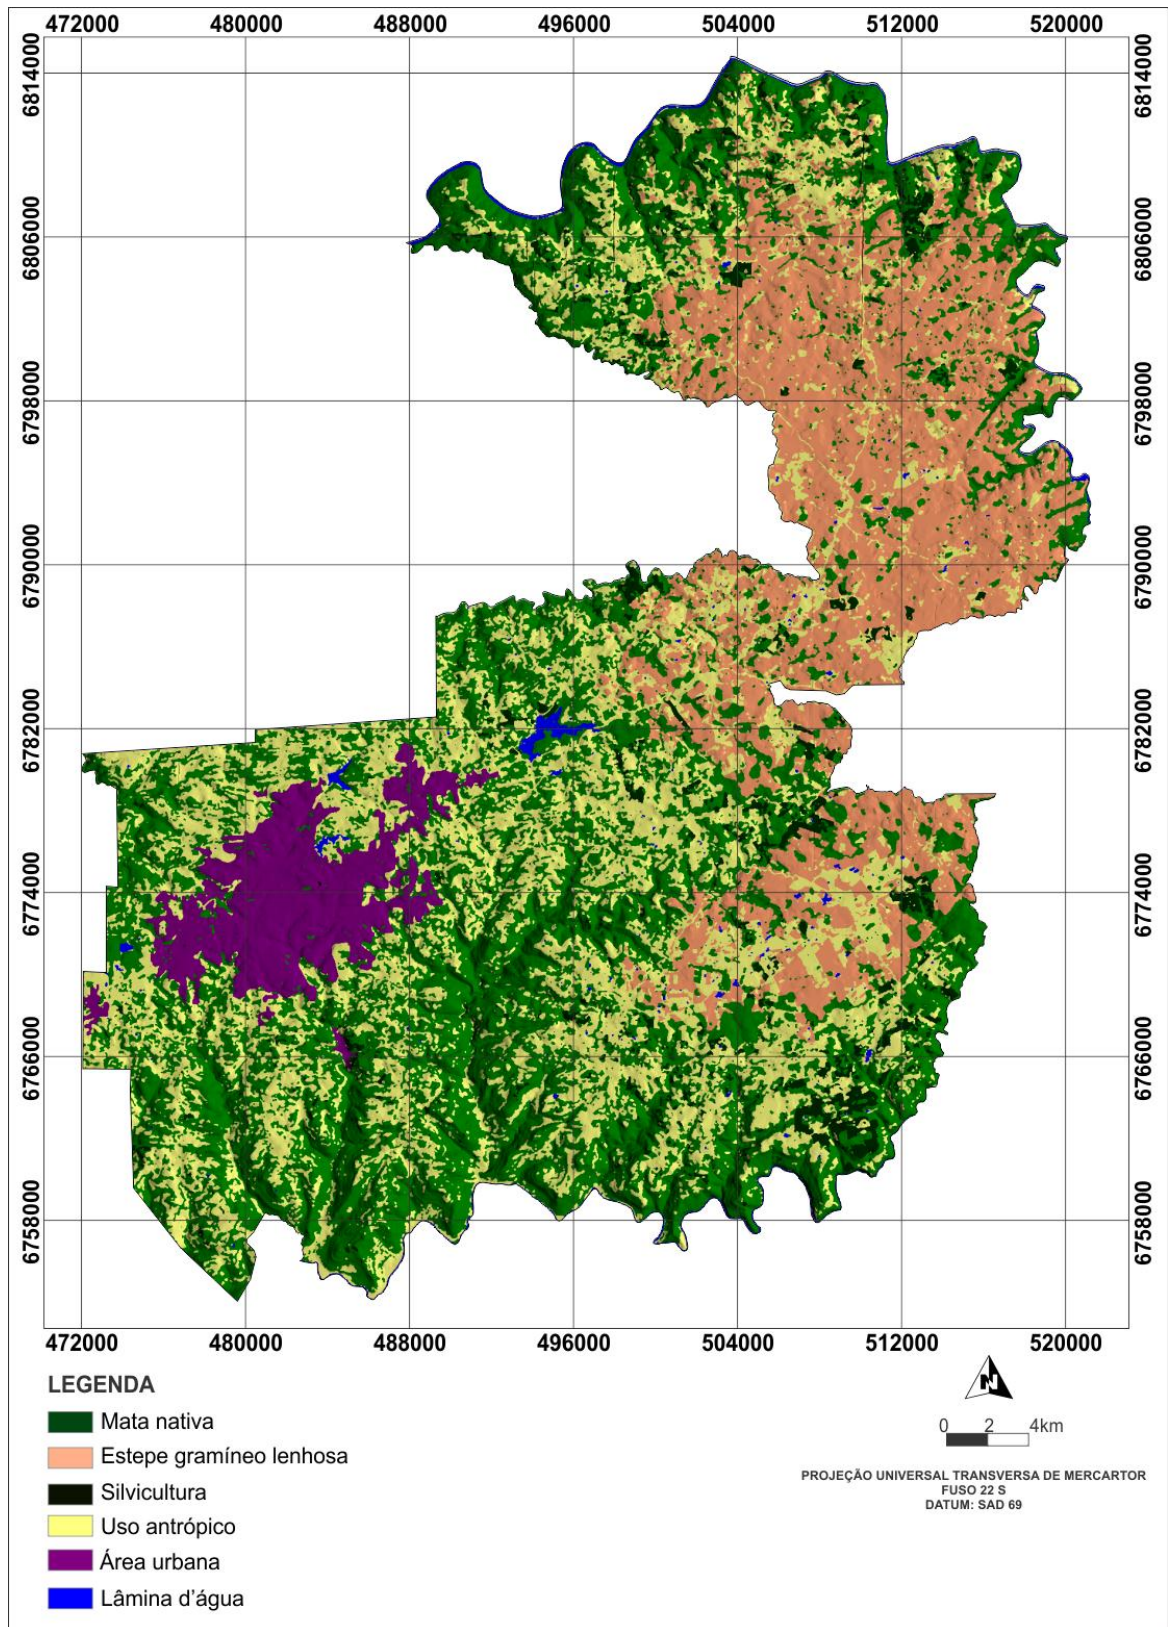 472000 480000 488000 496000 504000 512000 520000
6814000 6814000
6806000 6806000
6798000 6798000
6790000 6790000
6782000 6782000
6774000 6774000
6766000 6766000
6758000 6758000
472000 480000 488000 496000 504000 512000 520000
LEGENDA
Mata nativa
Estepe gramíneo lenhosa
Silvicultura
Uso antrópico
Área urbana
Lâmina d'água
N
0 2 4km
PROJEÇÃO UNIVERSAL TRANSVERSA DE MERCARTOR
FUSO 22 S
DATUM: SAD 69